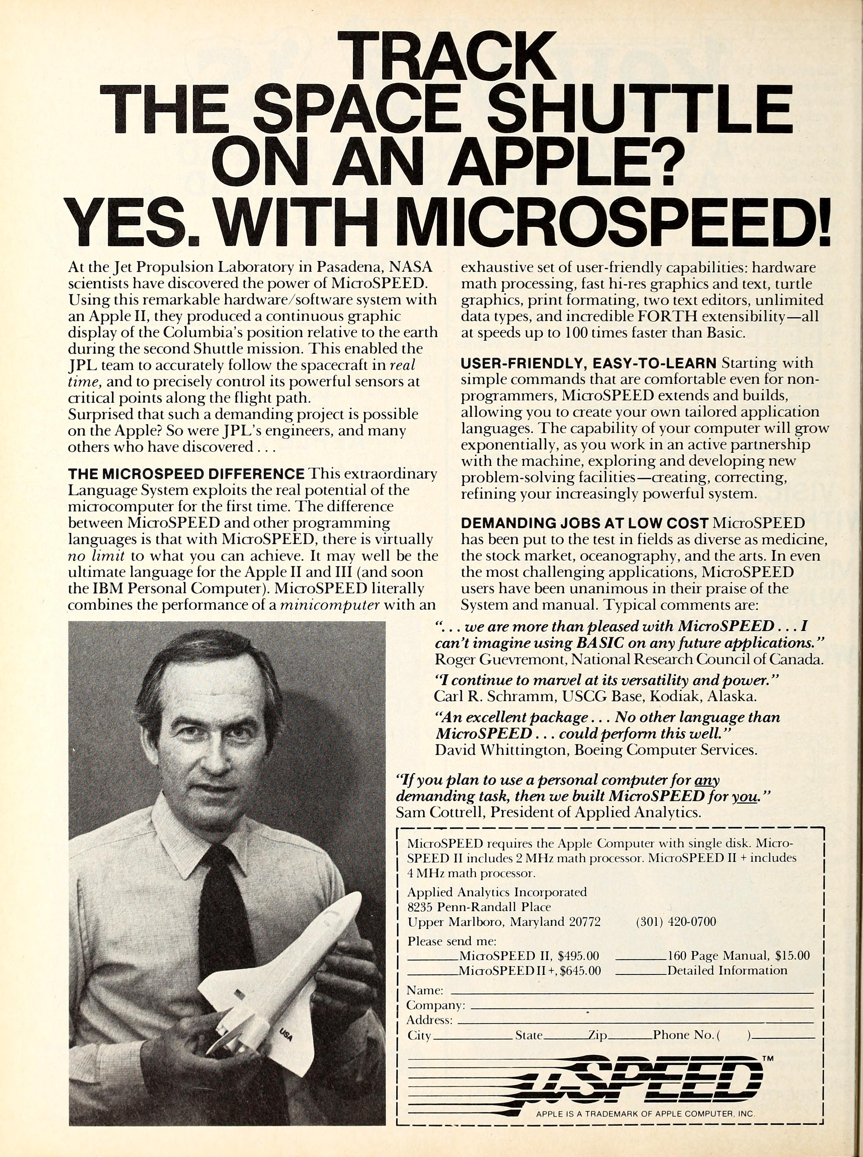 TRACK
THE SPACE SHUTTLE
ON AN APPLE?
YES. WITH MICROSPEED!
At the Jet Propulsion Laboratory in Pasadena, NASA
scientists have discovered the power of MicroSPEED.
Using this remarkable hardware/software system with
an Apple II, they produced a continuous graphic
display of the Columbia's position relative to the earth
during the second Shuttle mission. This enabled the
JPL team to accurately follow the spacecraft in real
time, and to precisely control its powerful sensors at
critical points along the flight path.
Surprised that such a demanding project is possible
on the Apple? So were JPL's engineers, and many
others who have discovered . . .
THE MICROSPEED DIFFERENCE This extraordinary
Language System exploits the real potential of the
microcomputer for the first time. The difference
between MicroSPEED and other programming
languages is that with MicroSPEED, there is virtually
no limit to what you can achieve. It may well be the
ultimate language for the Apple II and III (and soon
the IBM Personal Computer). MicroSPEED literally
combines the performance of a minicomputer with an
exhaustive set of user-friendly capabilities: hardware
math processing, fast hi-res graphics and text, turtle
graphics, print formating, two text editors, unlimited
data types, and incredible FORTH extensibility—all
at speeds up to 100 times faster than Basic.
USER-FRIENDLY, EASY-TO-LEARN Starting with
simple commands that are comfortable even for non-
programmers, MicroSPEED extends and builds,
allowing you to create your own tailored application
languages. The capability of your computer will grow
exponentially, as you work in an active partnership
with the machine, exploring and developing new
problem-solving facilities—creating, correcting,
refining your increasingly powerful system.
DEMANDING JOBS AT LOW COST MicroSPEED
has been put to the test in fields as diverse as medicine,
the stock market, oceanography, and the arts. In even
the most challenging applications, MicroSPEED
users have been unanimous in their praise of the
System and manual. Typical comments are:
". . . we are more than pleased with MicroSPEED . . . I
can't imagine using BASIC on any future applications."
Roger Guevremont, National Research Council of Canada.
"I continue to marvel at its versatility and power."
Carl R. Schramm, USCG Base, Kodiak, Alaska.
"An excellent package . . . No other language than
MicroSPEED . . . could perform this well."
David Whittington, Boeing Computer Services.
"If you plan to use a personal computer for any
demanding task, then we built MicroSPEED for you."
Sam Cottrell, President of Applied Analytics.
USA
MicroSPEED requires the Apple Computer with single disk. Micro-
SPEED II includes 2 MHz math processor. MicroSPEED II + includes
4 MHz math processor.
Applied Analytics Incorporated
8235 Penn-Randall Place
Upper Marlboro, Maryland 20772 (301) 420-0700
Please send me:
______MicroSPEED II, $495.00 ______160 Page Manual, $15.00
______MicroSPEED II+, $645.00 ______Detailed Information
Name:
Company:
Address:
City________State_____Zip_____Phone No. ( )________
µSPEED™
APPLE IS A TRADEMARK OF APPLE COMPUTER, INC.